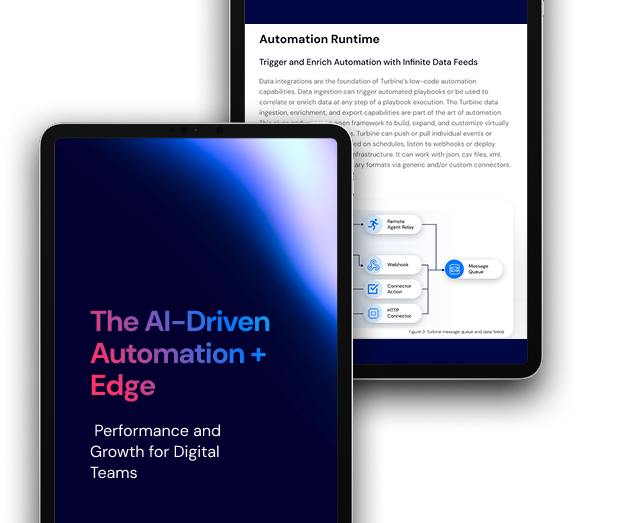 Automation Runtime
Trigger and Enrich Automation with Infinite Data Feeds
Data integrations are the foundation of Turbine's low-code automation
capabilities. Data ingestion can trigger automated playbooks or be used to
correlate or enrich data at any step of a playbook execution. The Turbine data
ingestion, enrichment, and export capabilities are part of the art of automation.
open framework to build, expand, and customize virtually
Turbine can push or pull individual events or
on schedules, listen to webhooks or deploy
infrastructure. It can work with json, csv files, xml,
formats via generic and/or custom connectors.
Remote
Agent Relay
Webhook
Message
Queue
Connector
Action
HTTP
Connector
Figure 3. Turbine message queue and data feeds
The AI-Driven
Automation +
Edge
Performance and
Growth for Digital
Teams